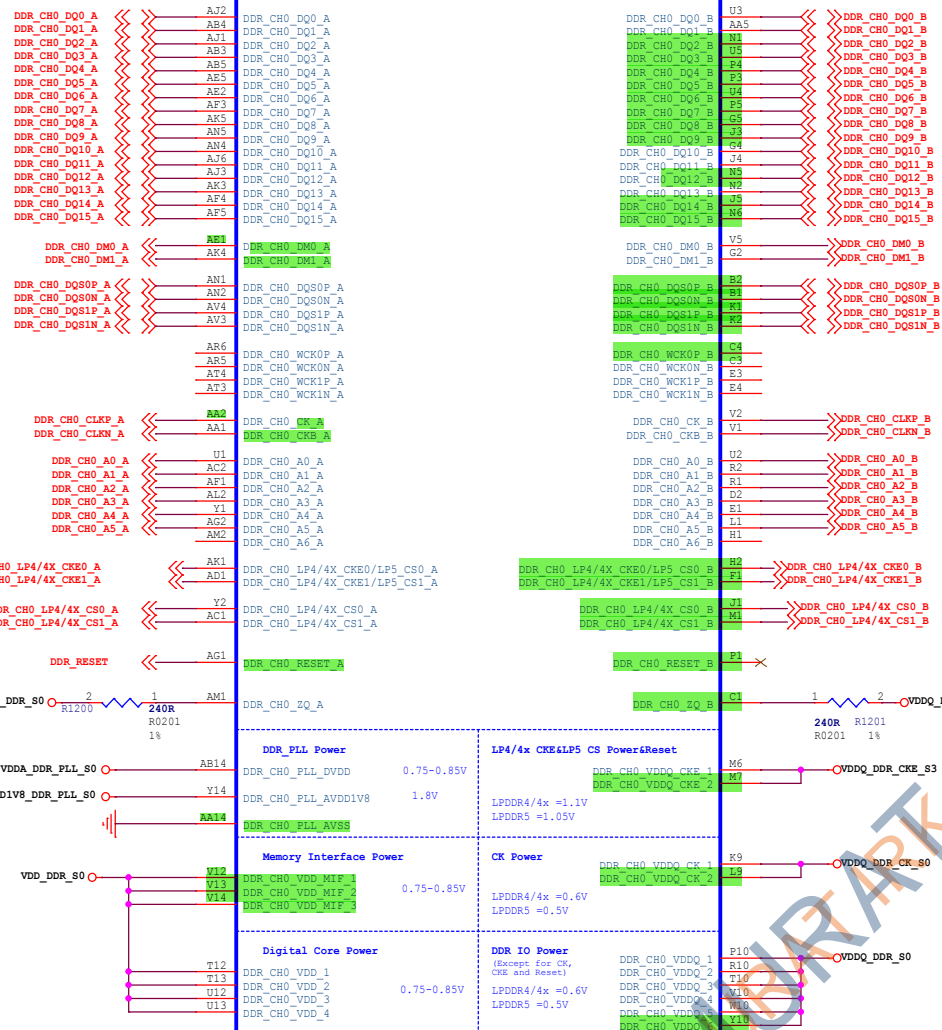 DDR_CH0_DQ0_A AJ2 DDR_CH0_DQ0_A DDR_CH0_DQ0_B U3 DDR_CH0_DQ0_B
DDR_CH0_DQ1_A AB4 DDR_CH0_DQ1_A DDR_CH0_DQ1_B AA5 DDR_CH0_DQ1_B
DDR_CH0_DQ2_A AJ1 DDR_CH0_DQ2_A DDR_CH0_DQ2_B N1 DDR_CH0_DQ2_B
DDR_CH0_DQ3_A AB3 DDR_CH0_DQ3_A DDR_CH0_DQ3_B U5 DDR_CH0_DQ3_B
DDR_CH0_DQ4_A AB5 DDR_CH0_DQ4_A DDR_CH0_DQ4_B P4 DDR_CH0_DQ4_B
DDR_CH0_DQ5_A AE5 DDR_CH0_DQ5_A DDR_CH0_DQ5_B P3 DDR_CH0_DQ5_B
DDR_CH0_DQ6_A AE2 DDR_CH0_DQ6_A DDR_CH0_DQ6_B U4 DDR_CH0_DQ6_B
DDR_CH0_DQ7_A AF3 DDR_CH0_DQ7_A DDR_CH0_DQ7_B P5 DDR_CH0_DQ7_B
DDR_CH0_DQ8_A AK5 DDR_CH0_DQ8_A DDR_CH0_DQ8_B G5 DDR_CH0_DQ8_B
DDR_CH0_DQ9_A AN5 DDR_CH0_DQ9_A DDR_CH0_DQ9_B J3 DDR_CH0_DQ9_B
DDR_CH0_DQ10_A AN4 DDR_CH0_DQ10_A DDR_CH0_DQ10_B G4 DDR_CH0_DQ10_B
DDR_CH0_DQ11_A AJ6 DDR_CH0_DQ11_A DDR_CH0_DQ11_B J4 DDR_CH0_DQ11_B
DDR_CH0_DQ12_A AJ3 DDR_CH0_DQ12_A DDR_CH0_DQ12_B N5 DDR_CH0_DQ12_B
DDR_CH0_DQ13_A AK3 DDR_CH0_DQ13_A DDR_CH0_DQ13_B N2 DDR_CH0_DQ13_B
DDR_CH0_DQ14_A AF4 DDR_CH0_DQ14_A DDR_CH0_DQ14_B J5 DDR_CH0_DQ14_B
DDR_CH0_DQ15_A AF5 DDR_CH0_DQ15_A DDR_CH0_DQ15_B N6 DDR_CH0_DQ15_B
DDR_CH0_DM0_A AE1 DDR_CH0_DM0_A DDR_CH0_DM0_B V5 DDR_CH0_DM0_B
DDR_CH0_DM1_A AK4 DDR_CH0_DM1_A DDR_CH0_DM1_B G2 DDR_CH0_DM1_B
DDR_CH0_DQS0P_A AN1 DDR_CH0_DQS0P_A DDR_CH0_DQS0P_B B2 DDR_CH0_DQS0P_B
DDR_CH0_DQS0N_A AN2 DDR_CH0_DQS0N_A DDR_CH0_DQS0N_B B1 DDR_CH0_DQS0N_B
DDR_CH0_DQS1P_A AV4 DDR_CH0_DQS1P_A DDR_CH0_DQS1P_B K1 DDR_CH0_DQS1P_B
DDR_CH0_DQS1N_A AV3 DDR_CH0_DQS1N_A DDR_CH0_DQS1N_B K2 DDR_CH0_DQS1N_B
AR6 DDR_CH0_WCK0P_A DDR_CH0_WCK0P_B C4
AR5 DDR_CH0_WCK0N_A DDR_CH0_WCK0N_B C3
AT4 DDR_CH0_WCK1P_A DDR_CH0_WCK1P_B E3
AT3 DDR_CH0_WCK1N_A DDR_CH0_WCK1N_B E4
DDR_CH0_CLKP_A AA2 DDR_CH0_CK_A DDR_CH0_CK_B V2 DDR_CH0_CLKP_B
DDR_CH0_CLKN_A AA1 DDR_CH0_CKB_A DDR_CH0_CKB_B V1 DDR_CH0_CLKN_B
DDR_CH0_A0_A U1 DDR_CH0_A0_A DDR_CH0_A0_B U2 DDR_CH0_A0_B
DDR_CH0_A1_A AC2 DDR_CH0_A1_A DDR_CH0_A1_B R2 DDR_CH0_A1_B
DDR_CH0_A2_A AF1 DDR_CH0_A2_A DDR_CH0_A2_B R1 DDR_CH0_A2_B
DDR_CH0_A3_A AL2 DDR_CH0_A3_A DDR_CH0_A3_B D2 DDR_CH0_A3_B
DDR_CH0_A4_A Y1 DDR_CH0_A4_A DDR_CH0_A4_B E1 DDR_CH0_A4_B
DDR_CH0_A5_A AG2 DDR_CH0_A5_A DDR_CH0_A5_B L1 DDR_CH0_A5_B
AM2 DDR_CH0_A6_A DDR_CH0_A6_B H1
H0_LP4/4X_CKE0_A AK1 DDR_CH0_LP4/4X_CKE0/LP5_CS0_A DDR_CH0_LP4/4X_CKE0/LP5_CS0_B H2 DDR_CH0_LP4/4X_CKE0_B
H0_LP4/4X_CKE1_A AD1 DDR_CH0_LP4/4X_CKE1/LP5_CS1_A DDR_CH0_LP4/4X_CKE1/LP5_CS1_B F1 DDR_CH0_LP4/4X_CKE1_B
DR_CH0_LP4/4X_CS0_A Y2 DDR_CH0_LP4/4X_CS0_A DDR_CH0_LP4/4X_CS0_B J1 DDR_CH0_LP4/4X_CS0_B
DR_CH0_LP4/4X_CS1_A AC1 DDR_CH0_LP4/4X_CS1_A DDR_CH0_LP4/4X_CS1_B M1 DDR_CH0_LP4/4X_CS1_B
DDR_RESET AG1 DDR_CH0_RESET_A DDR_CH0_RESET_B P1
_DDR_S0 2 1 AM1 DDR_CH0_ZQ_A DDR_CH0_ZQ_B C1 1 2 VDDQ_
R1200 240R 240R R1201
R0201 R0201 1%
1%
DDR_PLL Power LP4/4x CKE&LP5 CS Power&Reset
VDDA_DDR_PLL_S0 AB14 DDR_CH0_PLL_DVDD 0.75-0.85V DDR_CH0_VDDQ_CKE_1 M6 VDDQ_DDR_CKE_S3
DDR_CH0_VDDQ_CKE_2 M7
D1V8_DDR_PLL_S0 Y14 DDR_CH0_PLL_AVDD1V8 1.8V LPDDR4/4x =1.1V
LPDDR5 =1.05V
AA14 DDR_CH0_PLL_AVSS
Memory Interface Power CK Power
VDD_DDR_S0 V12 DDR_CH0_VDD_MIF_1 DDR_CH0_VDDQ_CK_1 K9 VDDQ_DDR_CK_S0
V13 DDR_CH0_VDD_MIF_2 0.75-0.85V DDR_CH0_VDDQ_CK_2 L9
V14 DDR_CH0_VDD_MIF_3 LPDDR4/4x =0.6V
LPDDR5 =0.5V
Digital Core Power DDR IO Power
(Except for CK,
CKE and Reset)
T12 DDR_CH0_VDD_1 DDR_CH0_VDDQ_1 P10 VDDQ_DDR_S0
T13 DDR_CH0_VDD_2 DDR_CH0_VDDQ_2 R10
U12 DDR_CH0_VDD_3 0.75-0.85V LPDDR4/4x =0.6V DDR_CH0_VDDQ_3 T10
U13 DDR_CH0_VDD_4 LPDDR5 =0.5V DDR_CH0_VDDQ_4 V10
DDR_CH0_VDDQ_5 W10
DDR_CH0_VDDQ_6 Y10